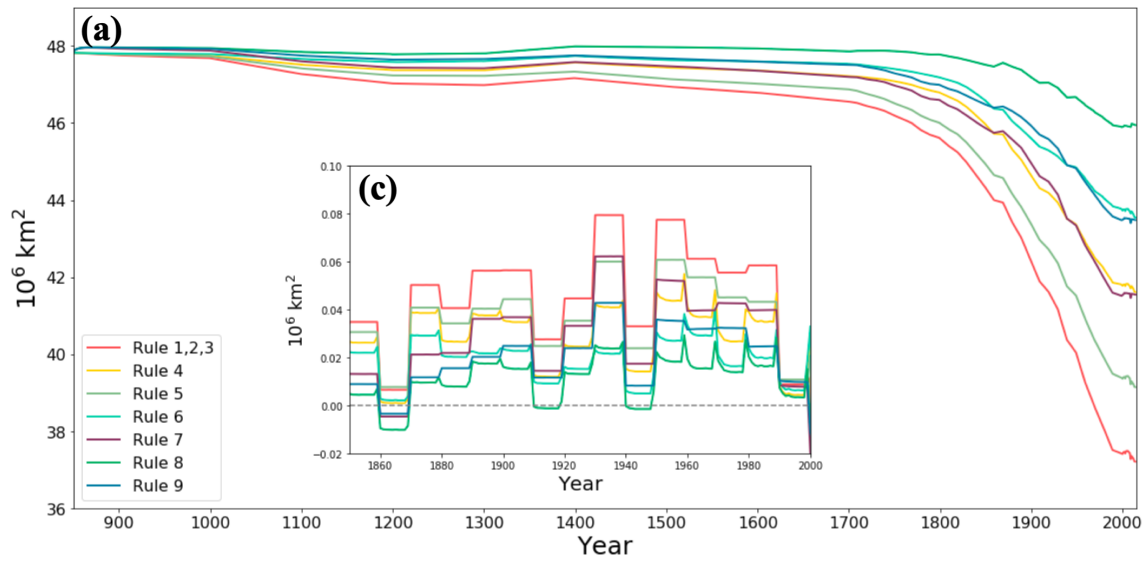 (a)
48
46
44
42
40
38
36
10⁶ km²
900 1000 1100 1200 1300 1400 1500 1600 1700 1800 1900 2000
Year
Rule 1,2,3
Rule 4
Rule 5
Rule 6
Rule 7
Rule 8
Rule 9
(c)
0.10
0.08
0.06
0.04
0.02
0.00
−0.02
10⁶ km²
1860 1880 1900 1920 1940 1960 1980 2000
Year